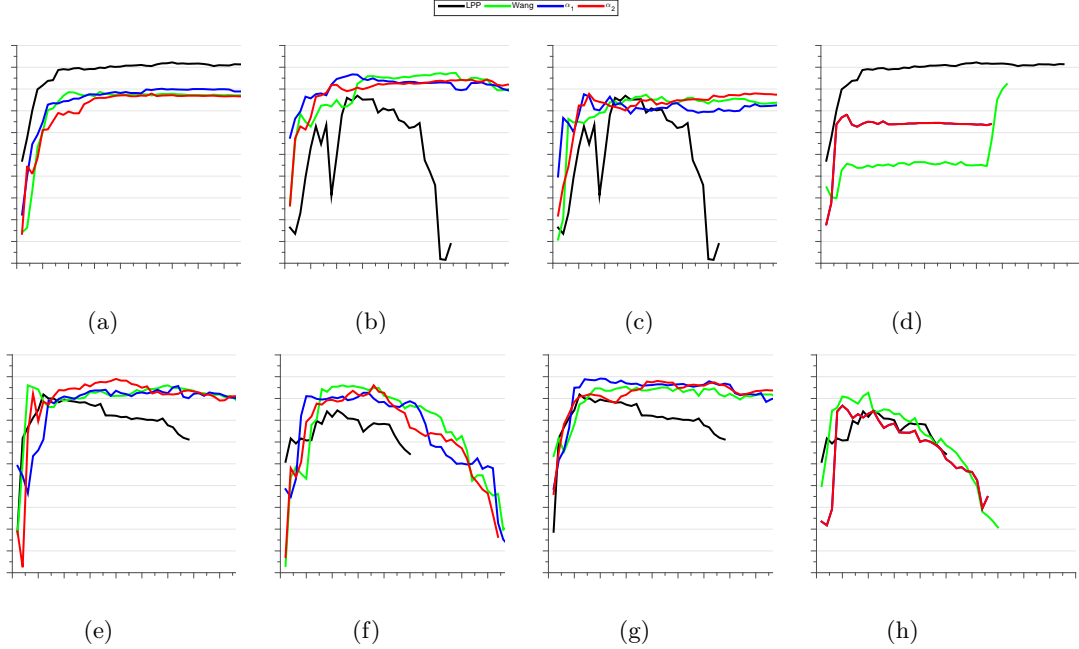 LPP Wang α₁ α₂
(a) (b) (c) (d)
(e) (f) (g) (h)